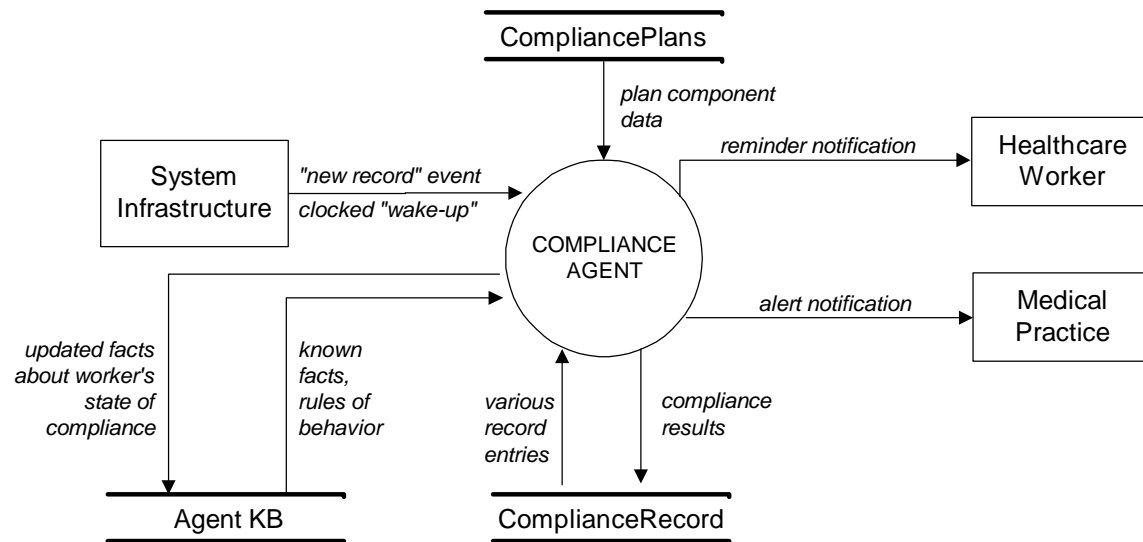 CompliancePlans
plan component
data
reminder notification
Healthcare
Worker
System
Infrastructure
"new record" event
clocked "wake-up"
COMPLIANCE
AGENT
alert notification
Medical
Practice
updated facts
about worker's
state of
compliance
known
facts,
rules of
behavior
various
record
entries
compliance
results
Agent KB
ComplianceRecord